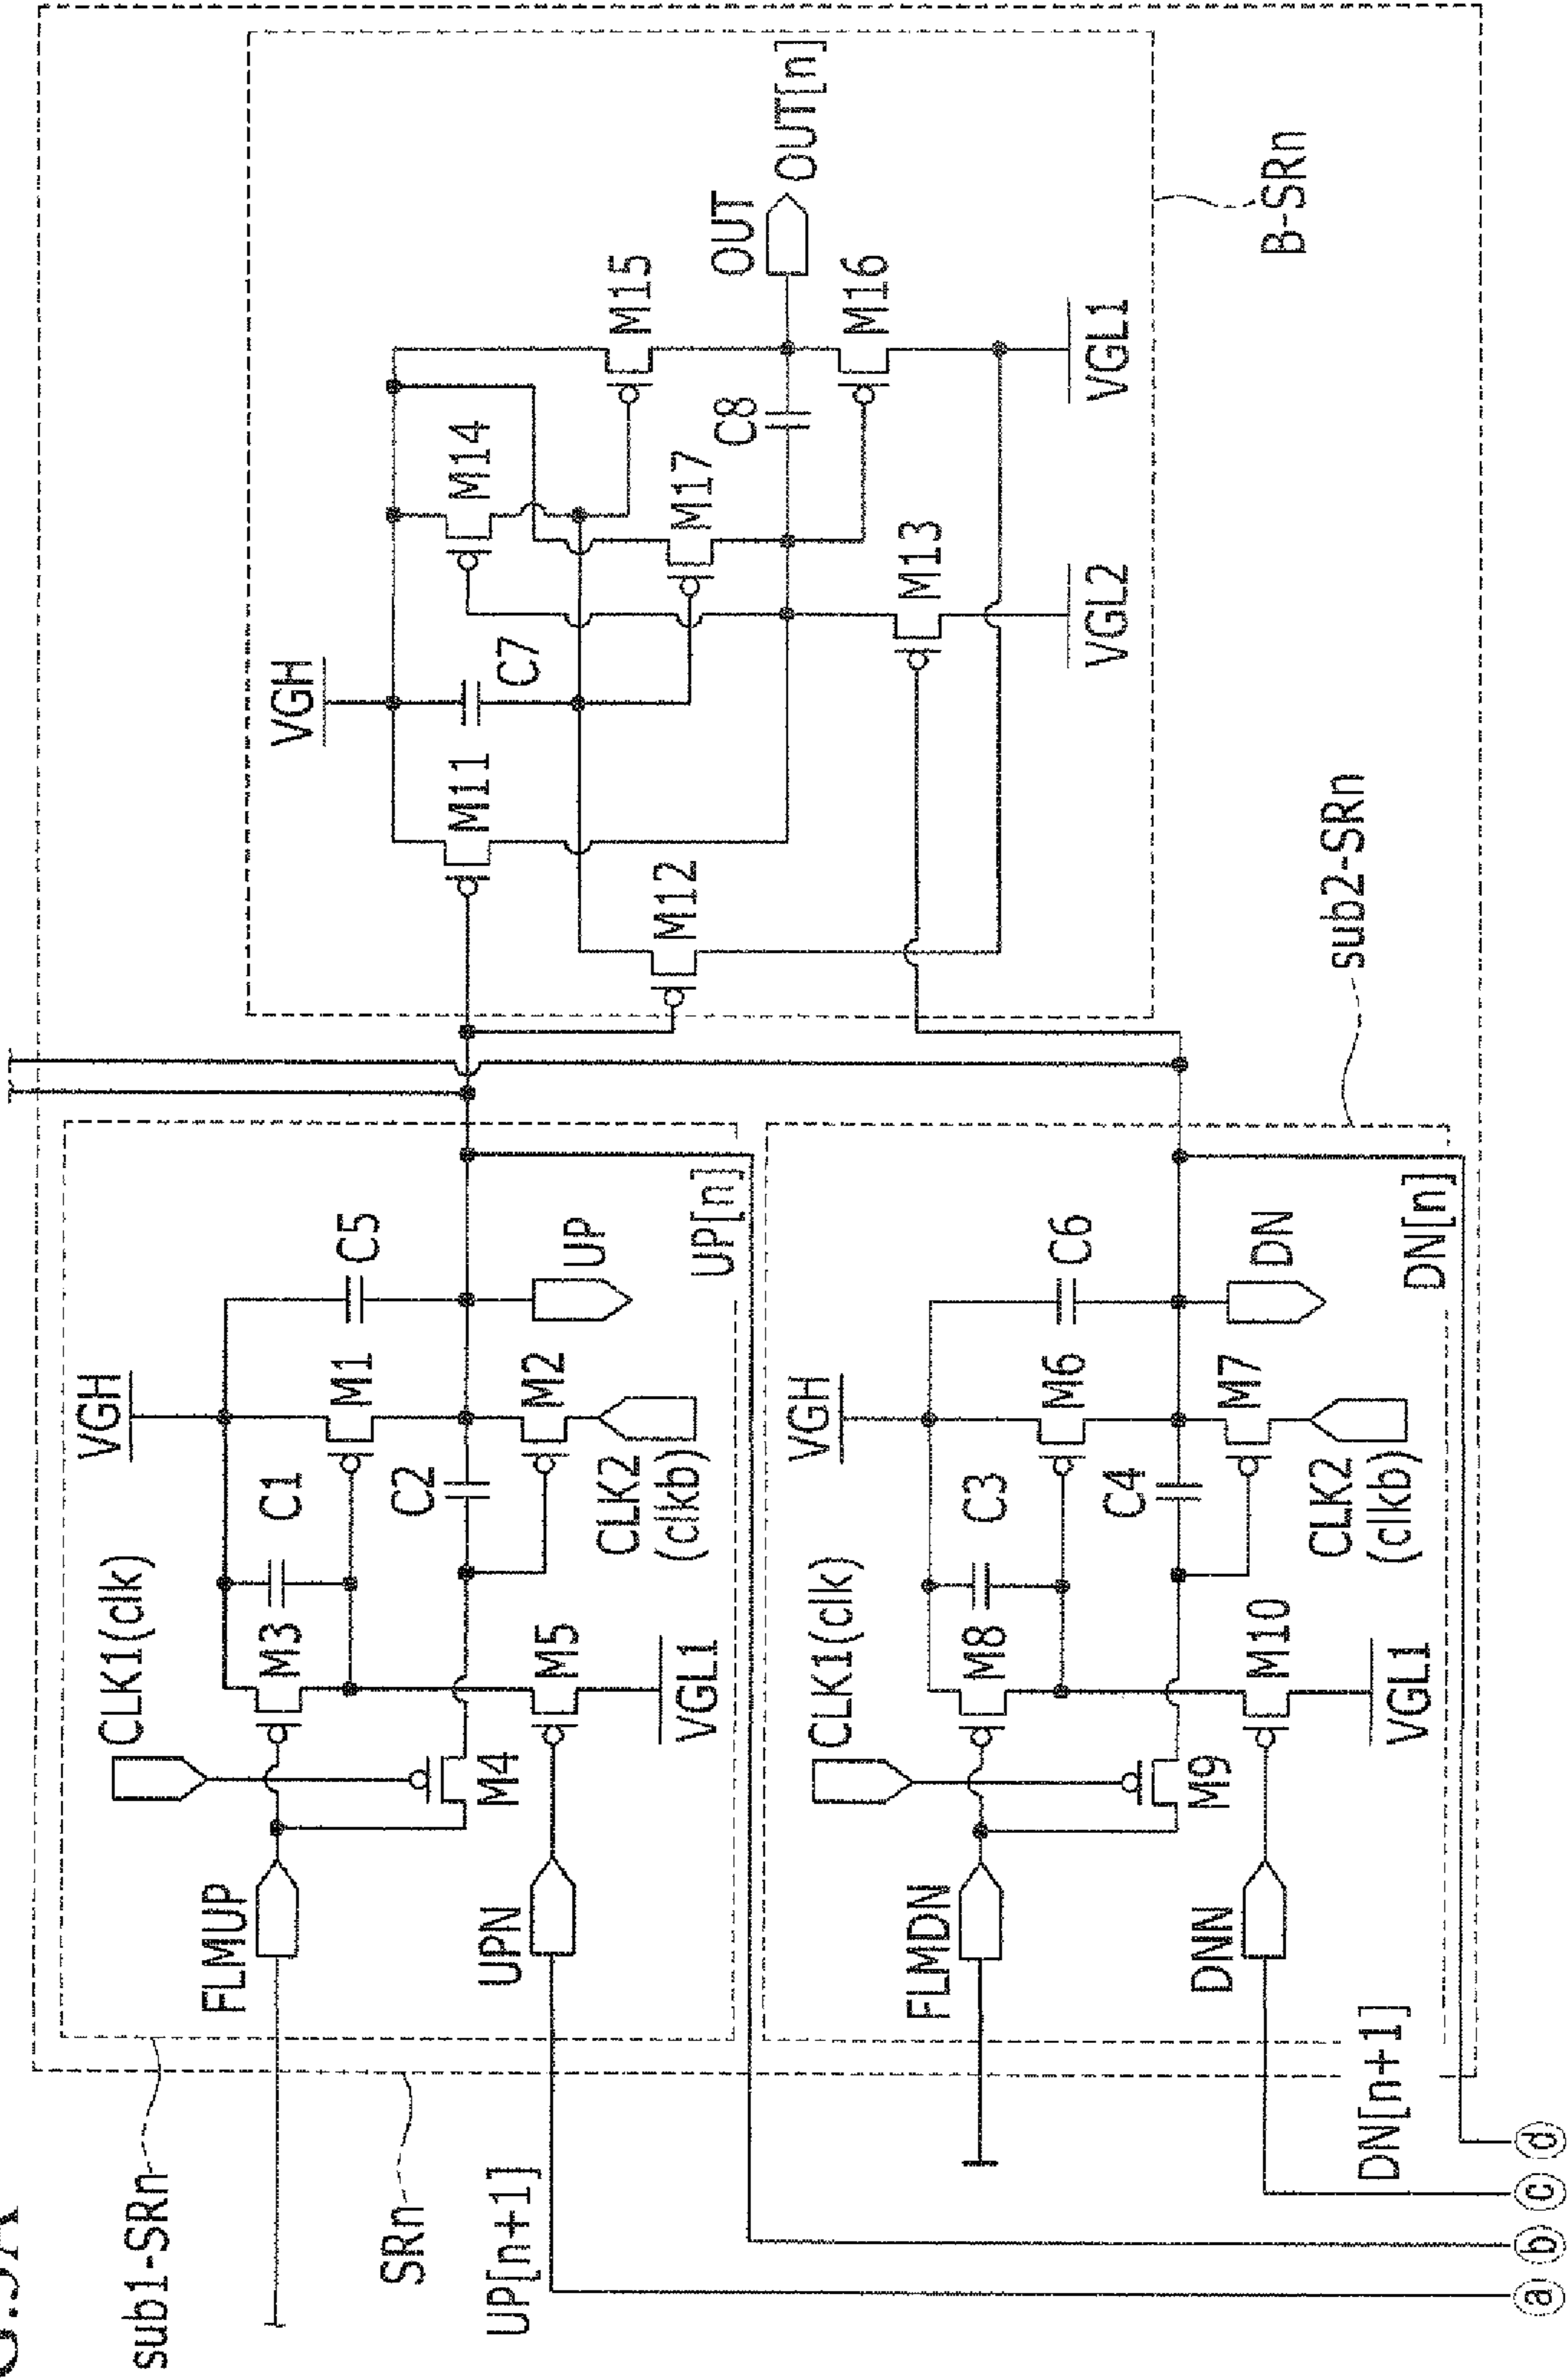 sub1-SRn
SRn
UP[n+1]
FLMUP
CLK1(clk)
VGH
M3
C1
M1
C5
M4
C2
UP
M5
M2
UPN
VGL1
CLK2
(clkb)
UP[n]
FLMDN
CLK1(clk)
VGH
M8
C3
M6
C6
M9
C4
DN
M10
M7
DNN
VGL1
CLK2
(clkb)
DN[n]
DN[n+1]
sub2-SRn
VGH
M11
C7
M14
M15
M12
M17
C8
OUT
OUT[n]
M13
M16
VGL2
VGL1
B-SRn
a
b
c
d